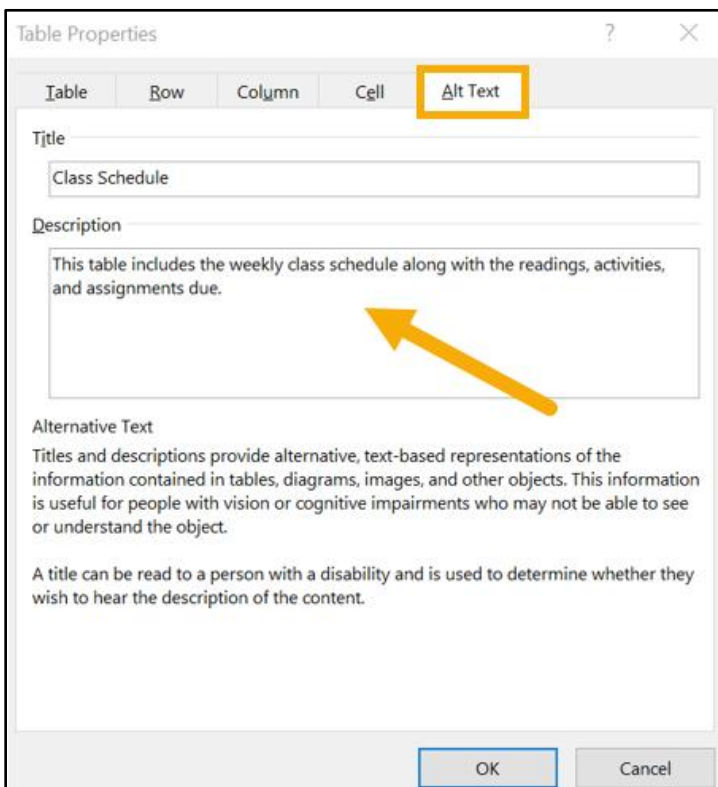 Table Properties
Table Row Column Cell Alt Text
Title
Class Schedule
Description
This table includes the weekly class schedule along with the readings, activities,
and assignments due.
Alternative Text
Titles and descriptions provide alternative, text-based representations of the
information contained in tables, diagrams, images, and other objects. This information
is useful for people with vision or cognitive impairments who may not be able to see
or understand the object.
A title can be read to a person with a disability and is used to determine whether they
wish to hear the description of the content.
OK Cancel